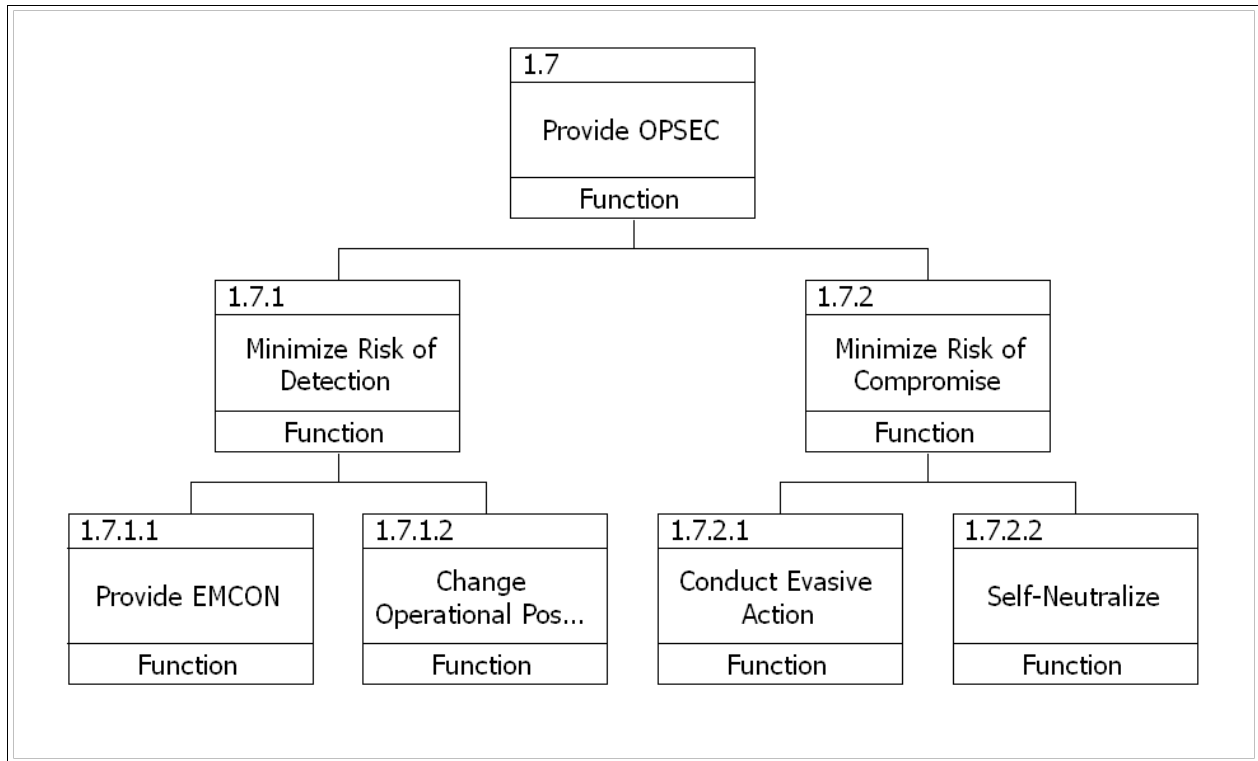 1.7
Provide OPSEC
Function
1.7.1
Minimize Risk of
Detection
Function
1.7.2
Minimize Risk of
Compromise
Function
1.7.1.1
Provide EMCON
Function
1.7.1.2
Change
Operational Pos...
Function
1.7.2.1
Conduct Evasive
Action
Function
1.7.2.2
Self-Neutralize
Function